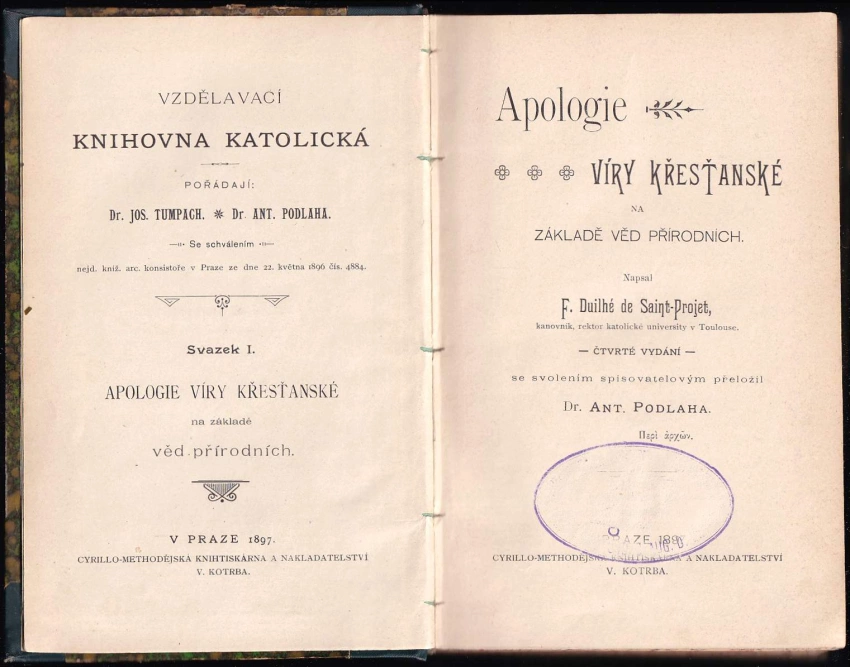 VZDĚLAVACÍ
KNIHOVNA KATOLICKÁ
POŘÁDAJÍ:
Dr. JOS. TUMPACH. ⁕ Dr. ANT. PODLAHA.
Se schválením
nejd. kníž. arc. konsistoře v Praze ze dne 22. května 1896 čís. 4884.
Svazek I.
APOLOGIE VÍRY KŘESŤANSKÉ
na základě
věd přírodních.
V PRAZE 1897.
CYRILLO-METHODĚJSKÁ KNIHTISKÁRNA A NAKLADATELSTVÍ
V. KOTRBA.
Apologie
VÍRY KŘESŤANSKÉ
NA
ZÁKLADĚ VĚD PŘÍRODNÍCH.
Napsal
F. Duilhé de Saint-Projet,
kanovník, rektor katolické university v Toulouse.
— ČTVRTÉ VYDÁNÍ —
se svolením spisovatelovým přeložil
Dr. ANT. PODLAHA.
Περὶ ἀρχῶν.
PRAZE 189
CYRILLO-METHODĚJSKÁ KNIHTISKÁRNA A NAKLADATELSTVÍ
V. KOTRBA.